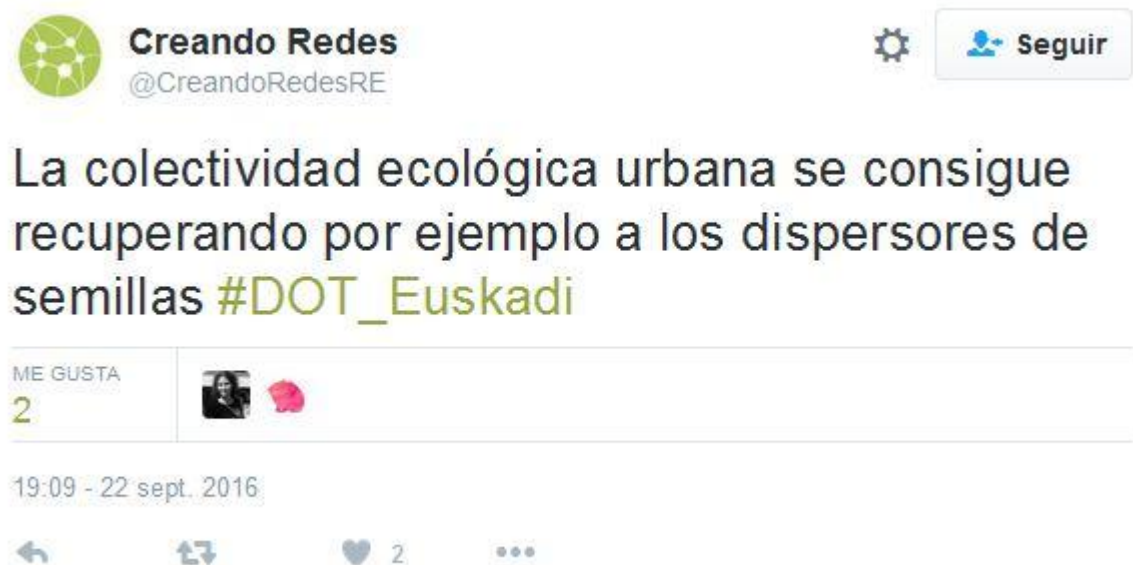 Creando Redes
@CreandoRedesRE
Seguir
La colectividad ecológica urbana se consigue
recuperando por ejemplo a los dispersores de
semillas #DOT_Euskadi
ME GUSTA
2
19:09 - 22 sept. 2016
2